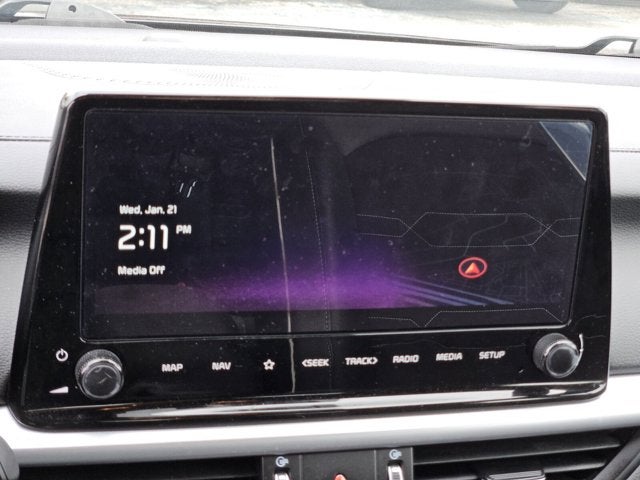 Wed, Jan. 21
2:11 PM
Media Off
MAP NAV <SEEK TRACK> RADIO MEDIA SETUP